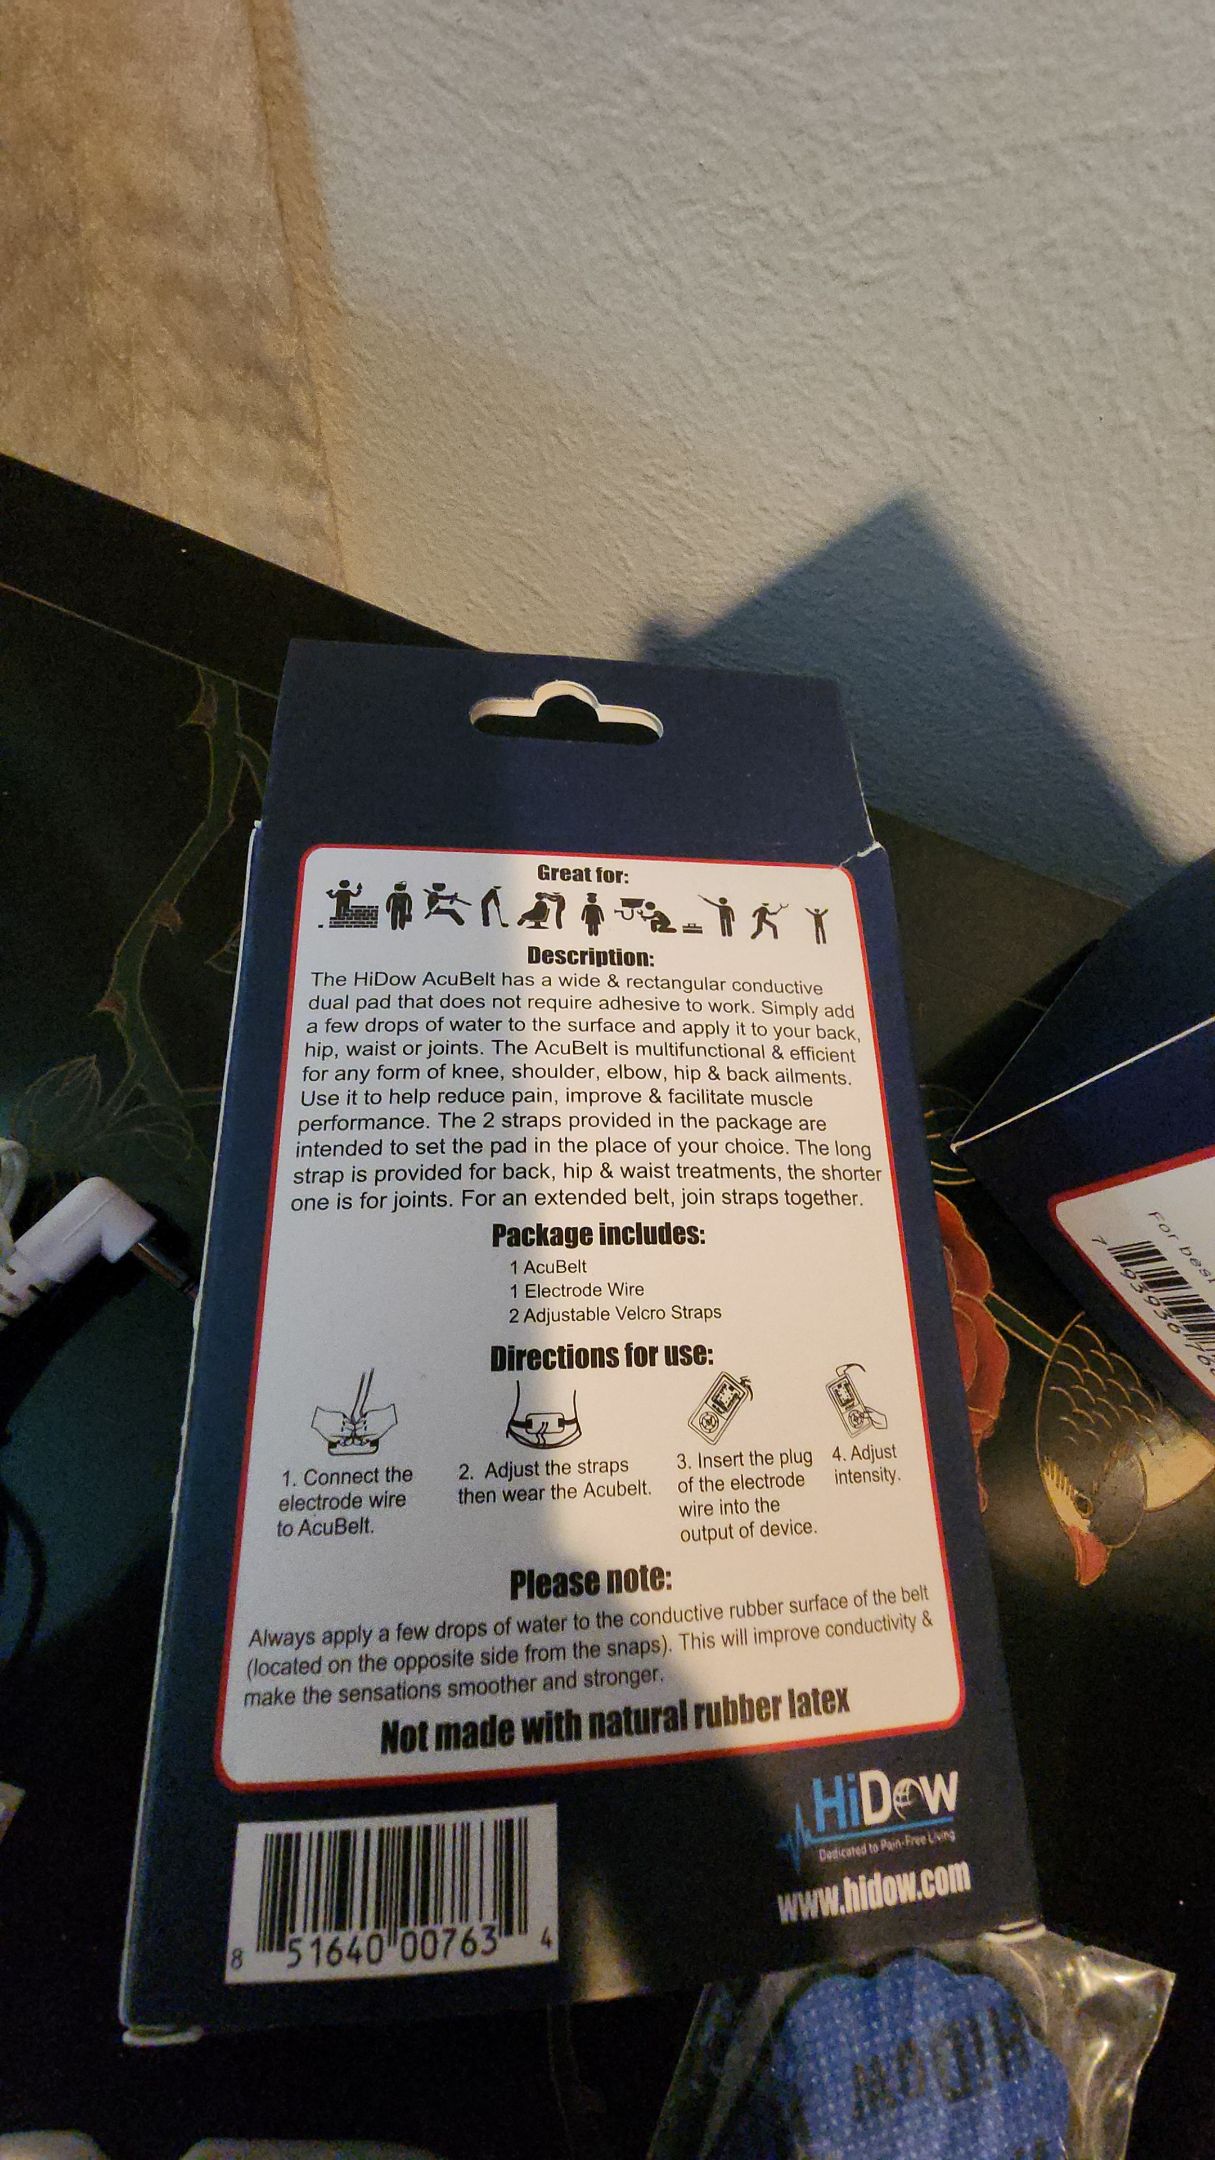 Great for:
Description:
The HiDow AcuBelt has a wide & rectangular conductive
dual pad that does not require adhesive to work. Simply add
a few drops of water to the surface and apply it to your back,
hip, waist or joints. The AcuBelt is multifunctional & efficient
for any form of knee, shoulder, elbow, hip & back ailments.
Use it to help reduce pain, improve & facilitate muscle
performance. The 2 straps provided in the package are
intended to set the pad in the place of your choice. The long
strap is provided for back, hip & waist treatments, the shorter
one is for joints. For an extended belt, join straps together.
Package includes:
1 AcuBelt
1 Electrode Wire
2 Adjustable Velcro Straps
Directions for use:
1. Connect the
electrode wire
to AcuBelt.
2. Adjust the straps
then wear the Acubelt.
3. Insert the plug
of the electrode
wire into the
output of device.
4. Adjust
intensity.
Please note:
Always apply a few drops of water to the conductive rubber surface of the belt
(located on the opposite side from the snaps). This will improve conductivity &
make the sensations smoother and stronger.
Not made with natural rubber latex
HiDow
Dedicated to Pain-Free Living
www.hidow.com
8 51640 00763 4
For best
7 93936
HIDOW